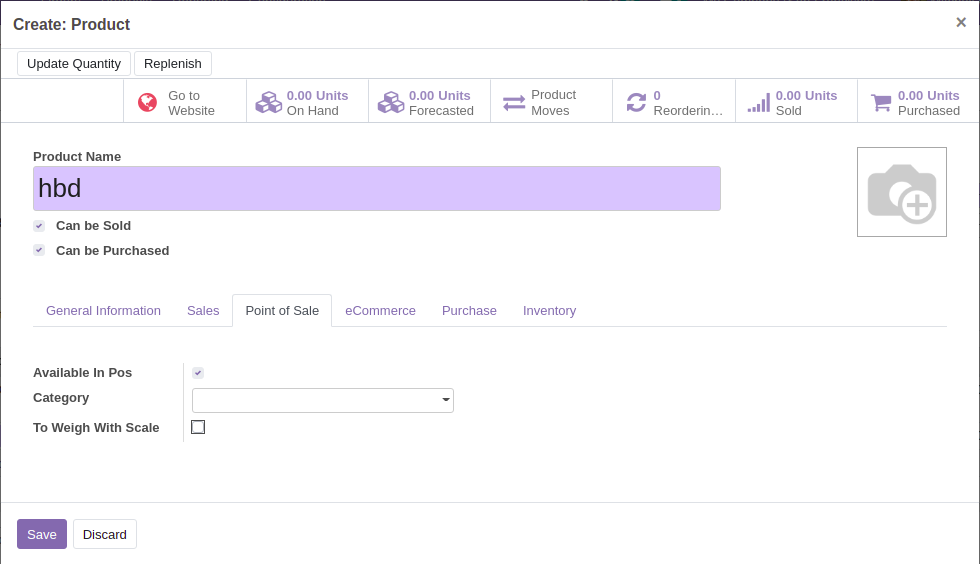 Create: Product
×
Update Quantity
Replenish
Go to
Website
0.00 Units
On Hand
0.00 Units
Forecasted
Product
Moves
0
Reorderin…
0.00 Units
Sold
0.00 Units
Purchased
Product Name
hbd
Can be Sold
Can be Purchased
General Information
Sales
Point of Sale
eCommerce
Purchase
Inventory
Available In Pos
Category
To Weigh With Scale
Save
Discard